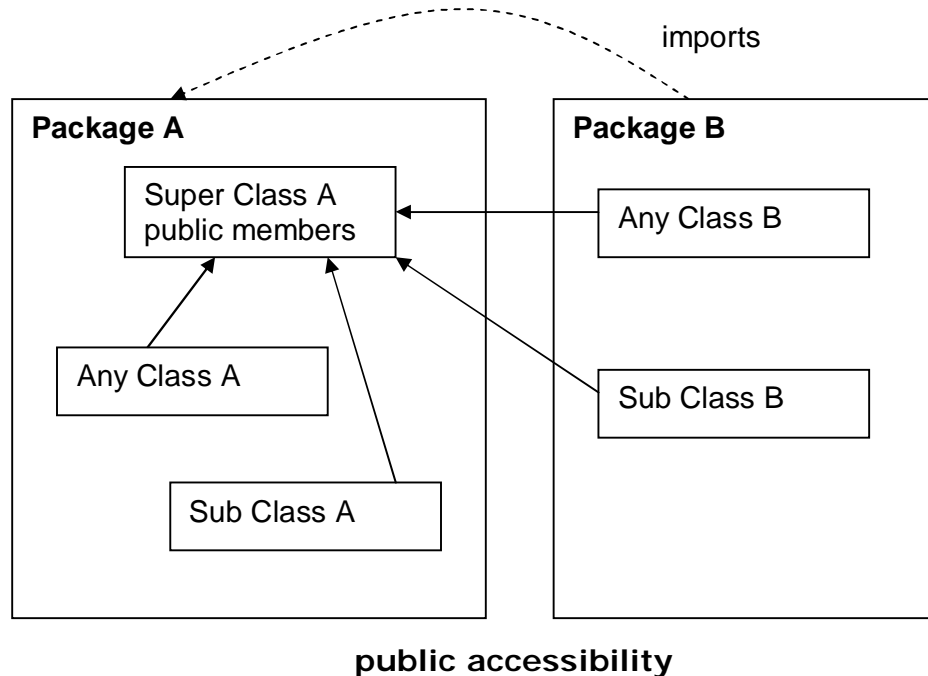 imports
Package A
Super Class A
public members
Any Class A
Sub Class A
Package B
Any Class B
Sub Class B
public accessibility